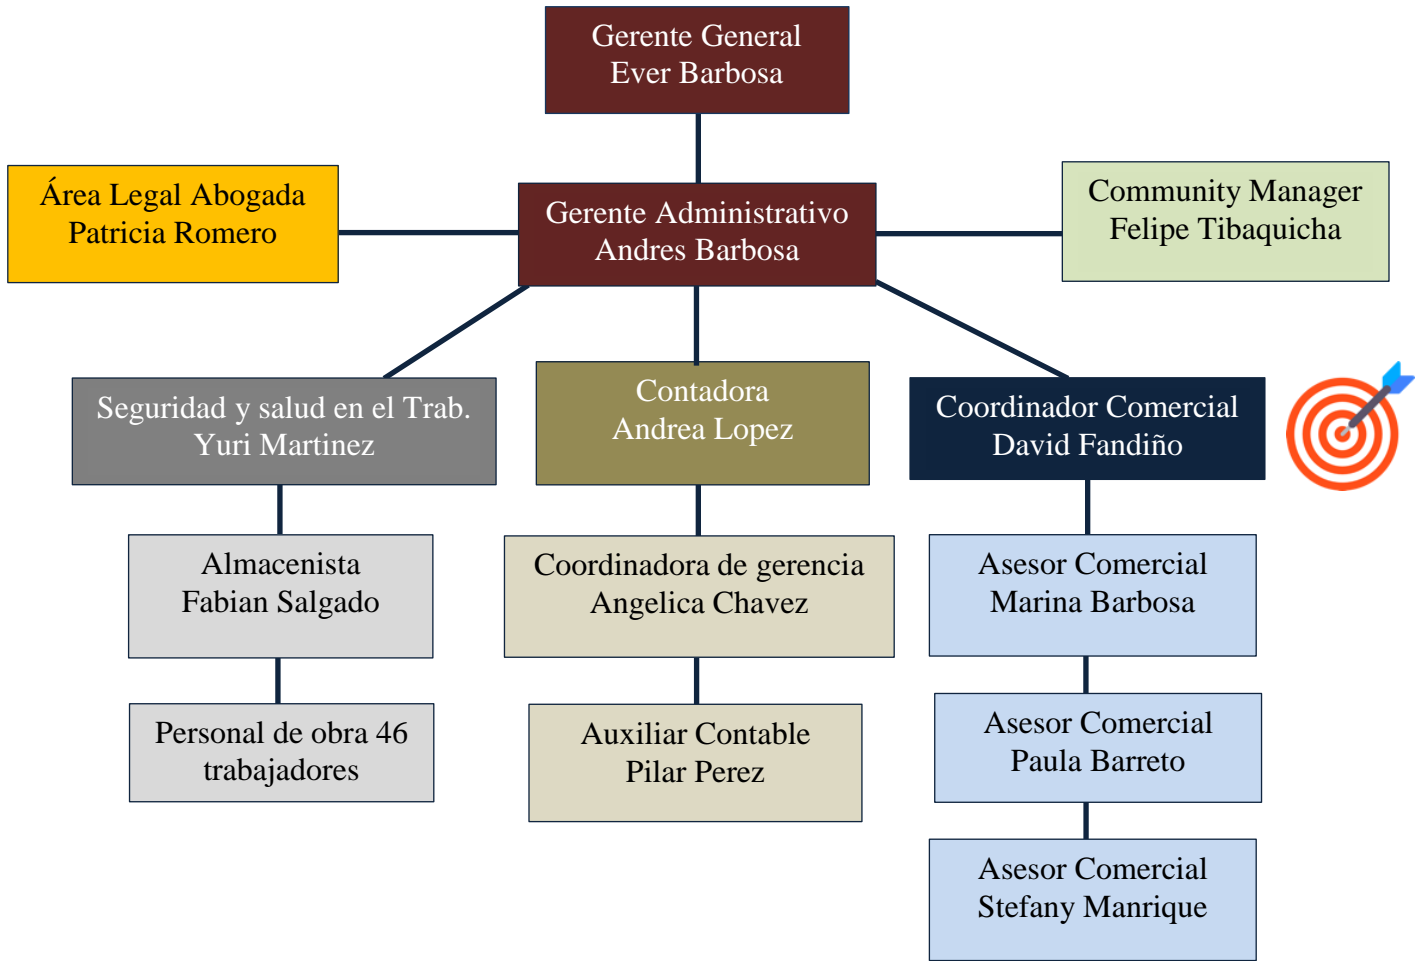 Gerente General
Ever Barbosa
Área Legal Abogada
Patricia Romero
Gerente Administrativo
Andres Barbosa
Community Manager
Felipe Tibaquicha
Seguridad y salud en el Trab.
Yuri Martinez
Contadora
Andrea Lopez
Coordinador Comercial
David Fandiño
Almacenista
Fabian Salgado
Coordinadora de gerencia
Angelica Chavez
Asesor Comercial
Marina Barbosa
Personal de obra 46
trabajadores
Auxiliar Contable
Pilar Perez
Asesor Comercial
Paula Barreto
Asesor Comercial
Stefany Manrique